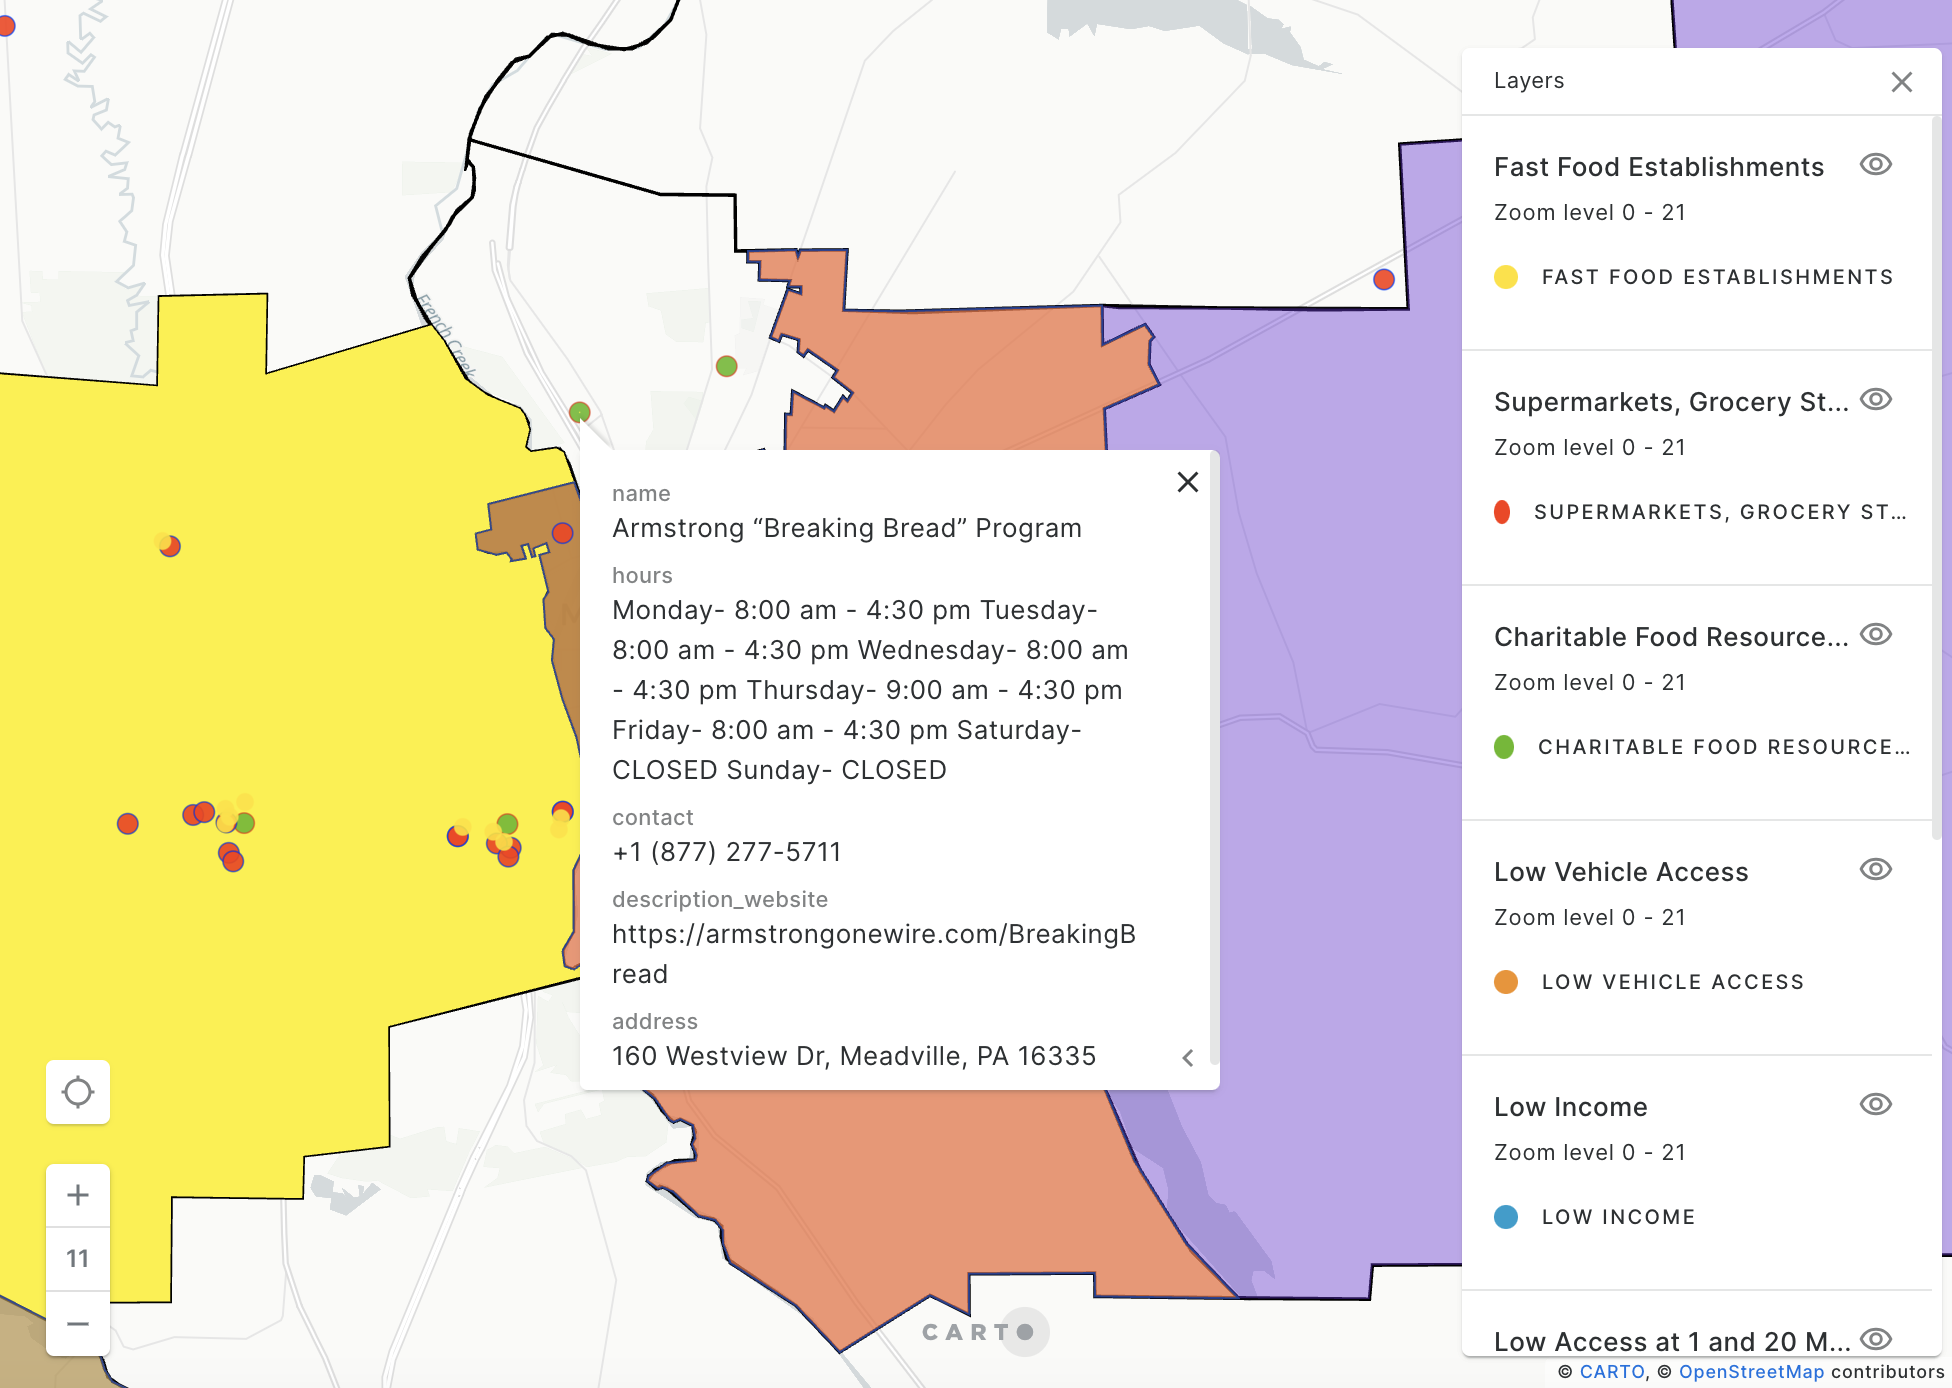 French Creek
name
Armstrong “Breaking Bread” Program
hours
Monday- 8:00 am - 4:30 pm Tuesday-
8:00 am - 4:30 pm Wednesday- 8:00 am
- 4:30 pm Thursday- 9:00 am - 4:30 pm
Friday- 8:00 am - 4:30 pm Saturday-
CLOSED Sunday- CLOSED
contact
+1 (877) 277-5711
description_website
https://armstrongonewire.com/BreakingB
read
address
160 Westview Dr, Meadville, PA 16335
Layers
Fast Food Establishments
Zoom level 0 - 21
FAST FOOD ESTABLISHMENTS
Supermarkets, Grocery St...
Zoom level 0 - 21
SUPERMARKETS, GROCERY ST...
Charitable Food Resource...
Zoom level 0 - 21
CHARITABLE FOOD RESOURCE...
Low Vehicle Access
Zoom level 0 - 21
LOW VEHICLE ACCESS
Low Income
Zoom level 0 - 21
LOW INCOME
Low Access at 1 and 20 M...
11
CARTO
© CARTO, © OpenStreetMap contributors